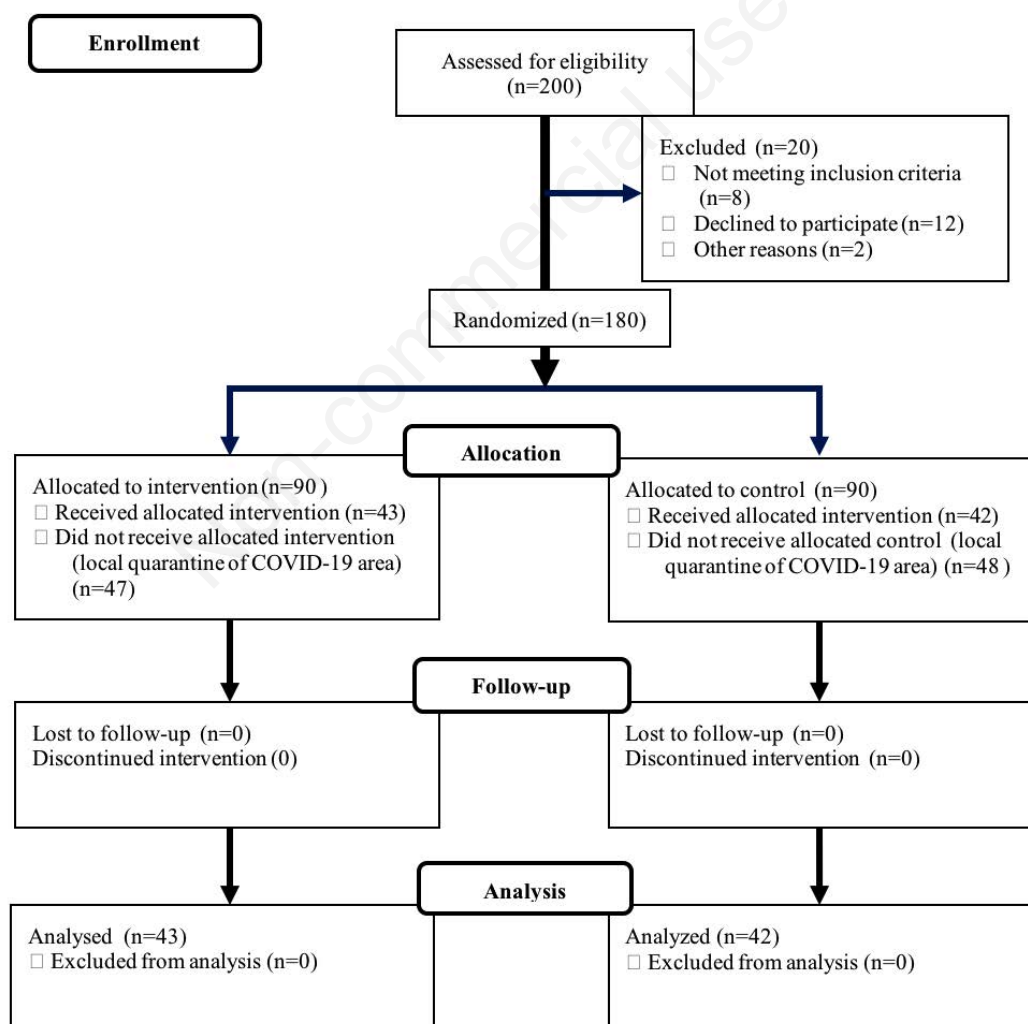 Enrollment
Assessed for eligibility
(n=200)
Excluded (n=20)
Not meeting inclusion criteria
(n=8)
Declined to participate (n=12)
Other reasons (n=2)
Randomized (n=180)
Allocation
Allocated to intervention (n=90 )
Received allocated intervention (n=43)
Did not receive allocated intervention
(local quarantine of COVID-19 area)
(n=47)
Allocated to control (n=90)
Received allocated intervention (n=42)
Did not receive allocated control (local
quarantine of COVID-19 area) (n=48 )
Follow-up
Lost to follow-up (n=0)
Discontinued intervention (0)
Lost to follow-up (n=0)
Discontinued intervention (n=0)
Analysis
Analysed (n=43)
Excluded from analysis (n=0)
Analyzed (n=42)
Excluded from analysis (n=0)
Non-commercial use